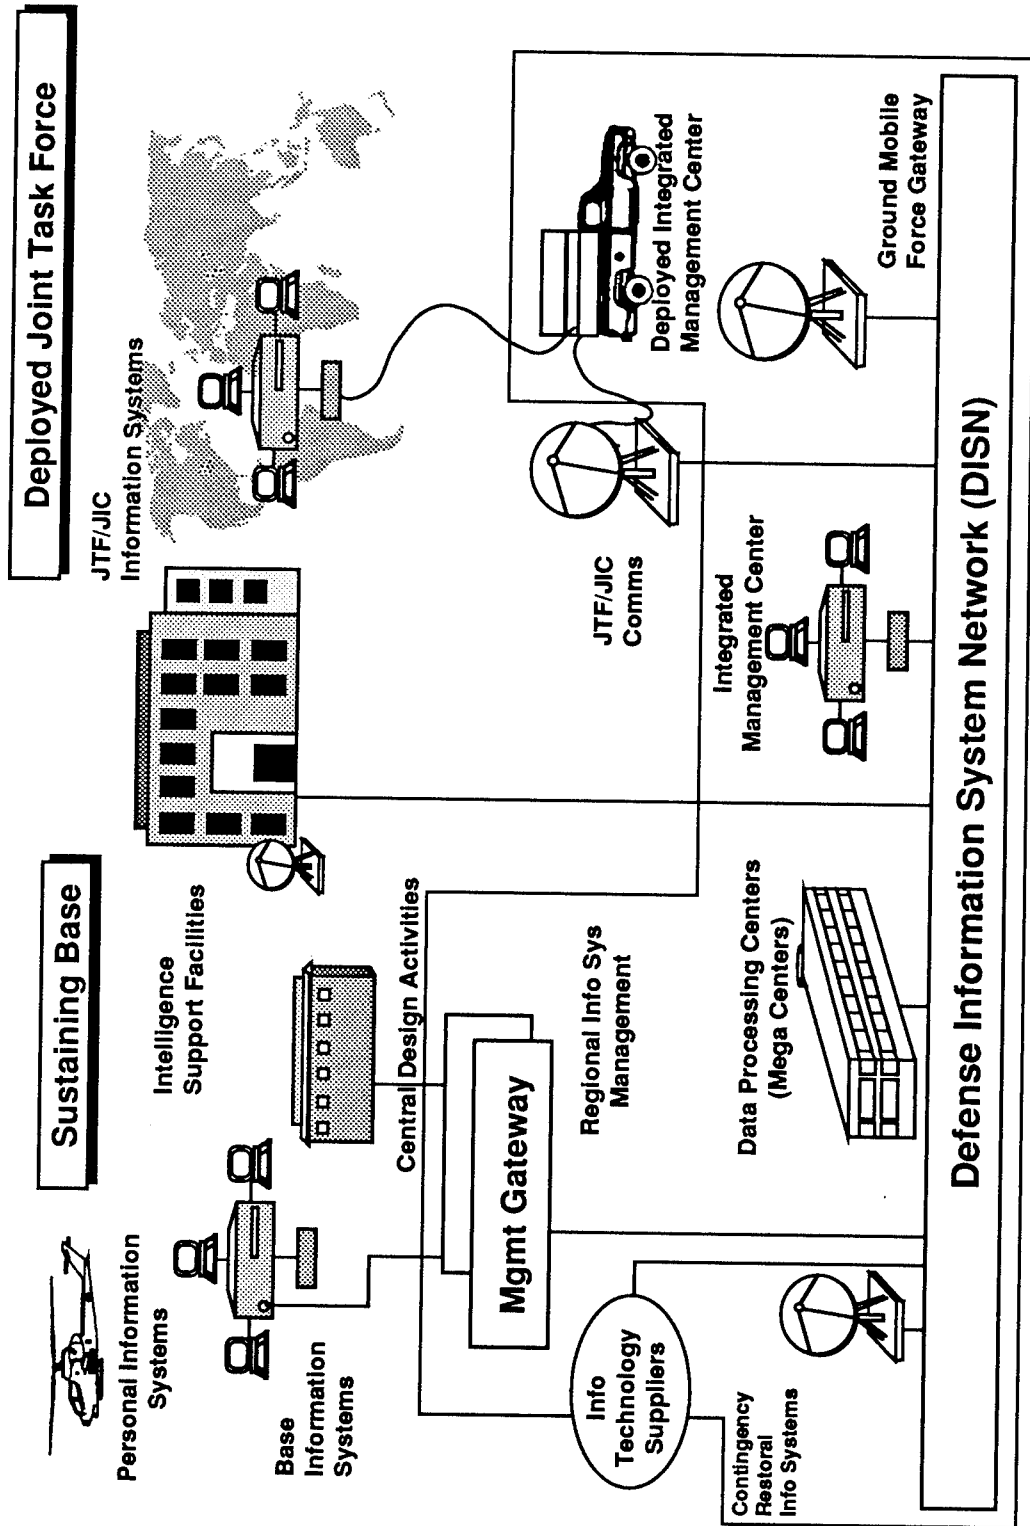 Sustaining Base
Deployed Joint Task Force
Personal Information
Systems
Base
Information
Systems
Intelligence
Support Facilities
JTF/JIC
Information Systems
Central Design Activities
Mgmt Gateway
Regional Info Sys
Management
JTF/JIC
Comms
Deployed Integrated
Management Center
Info
Technology
Suppliers
Contingency
Restoral
Info Systems
Data Processing Centers
(Mega Centers)
Integrated
Management Center
Ground Mobile
Force Gateway
Defense Information System Network (DISN)